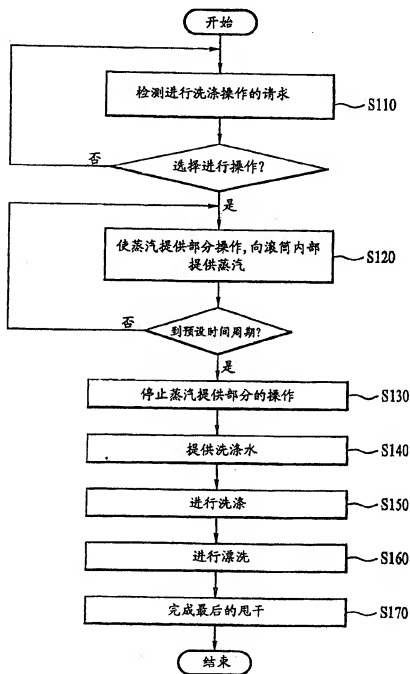 开始
检测进行洗涤操作的请求
S110
否
选择进行操作？
是
使蒸汽提供部分操作,向滚筒内部
提供蒸汽
S120
否
到预设时间周期？
是
停止蒸汽提供部分的操作
S130
提供洗涤水
S140
进行洗涤
S150
进行漂洗
S160
完成最后的甩干
S170
结束